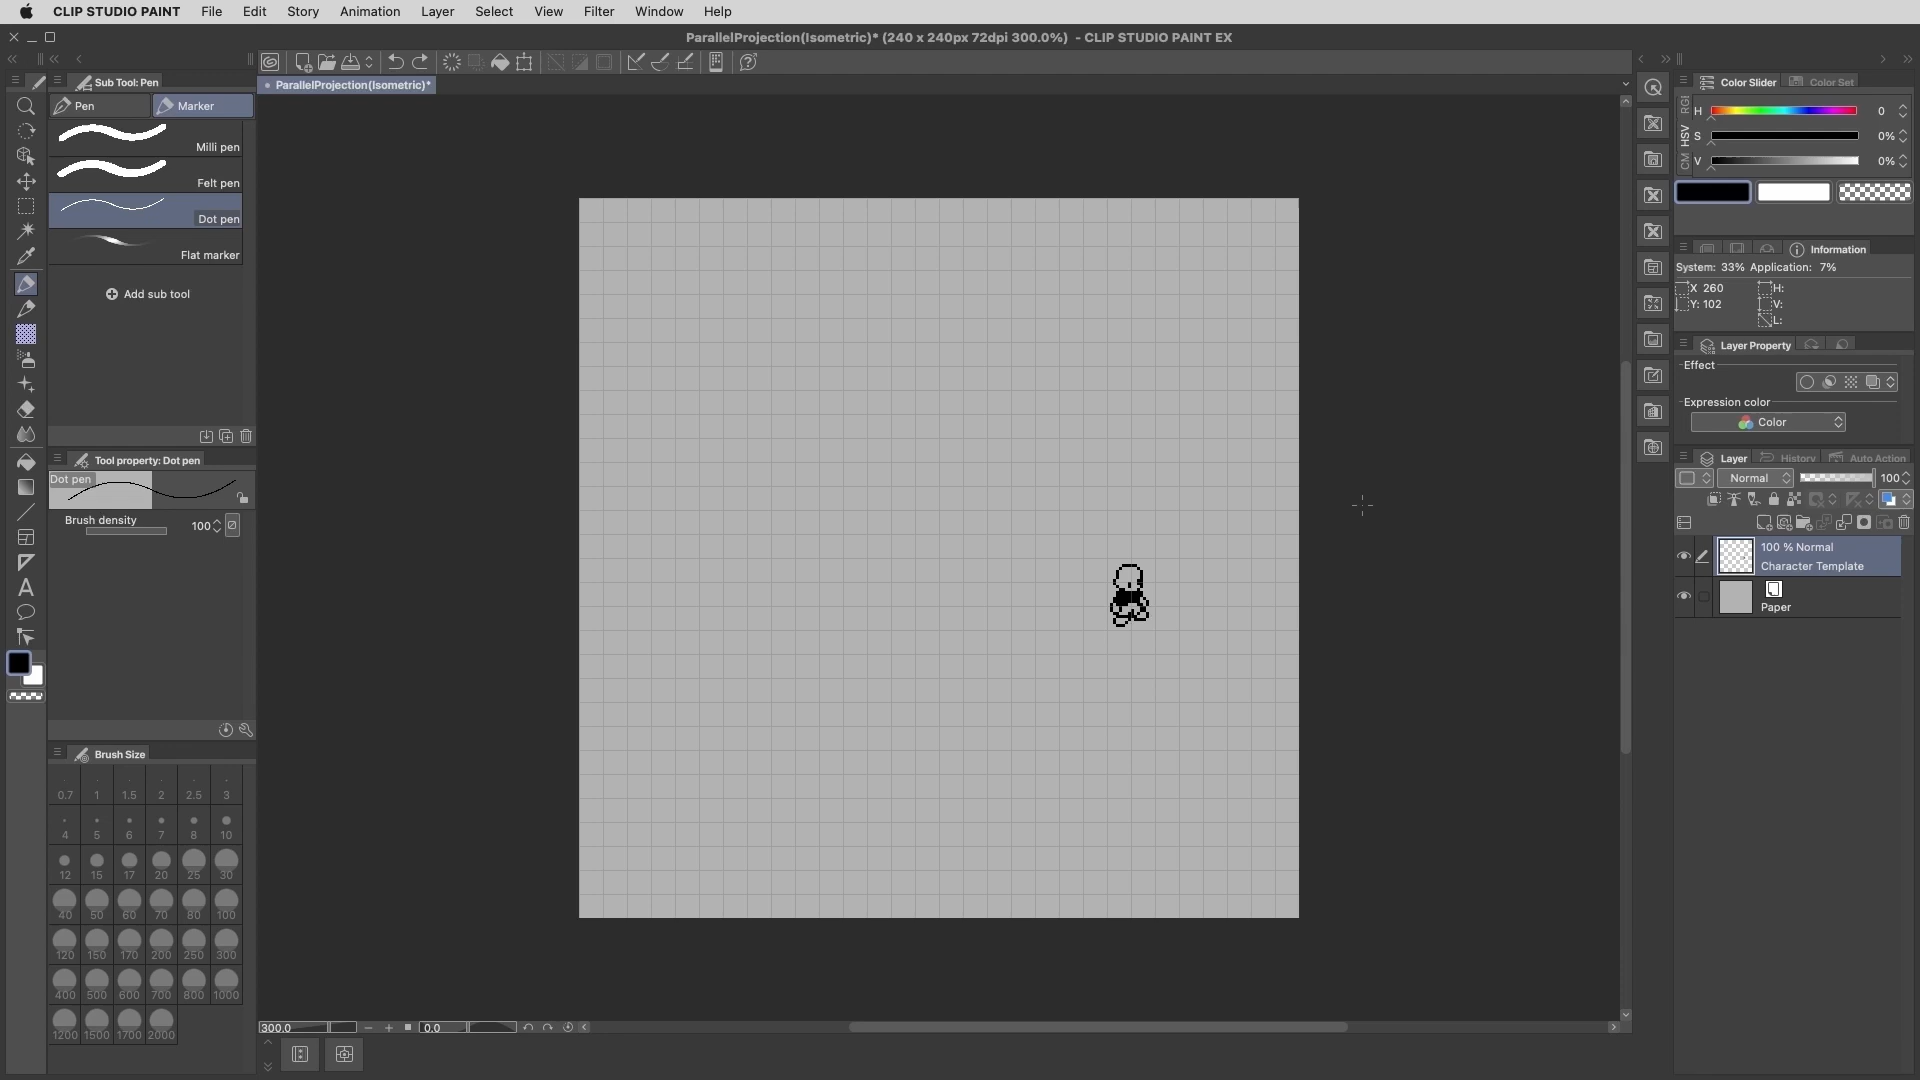 CLIP STUDIO PAINT File Edit Story Animation Layer Select View Filter Window Help
ParallelProjection(Isometric)* (240 x 240px 72dpi 300.0%) - CLIP STUDIO PAINT EX
Sub Tool: Pen
ParallelProjection(Isometric)*
Pen
Marker
Milli pen
Felt pen
Dot pen
Flat marker
Add sub tool
Tool property: Dot pen
Dot pen
Brush density 100
Brush Size
0.7 1 1.5 2 2.5 3
4 5 6 7 8 10
12 15 17 20 25 30
40 50 60 70 80 100
120 150 170 200 250 300
400 500 600 700 800 1000
1200 1500 1700 2000
300.0
0.0
Color Slider
Color Set
HSV
H 0
S 0%
V 0%
Information
System: 33% Application: 7%
X 260 H:
Y: 102 V:
L:
Layer Property
Effect
Expression color
Color
Layer
History
Auto Action
Normal 100
100 % Normal
Character Template
Paper